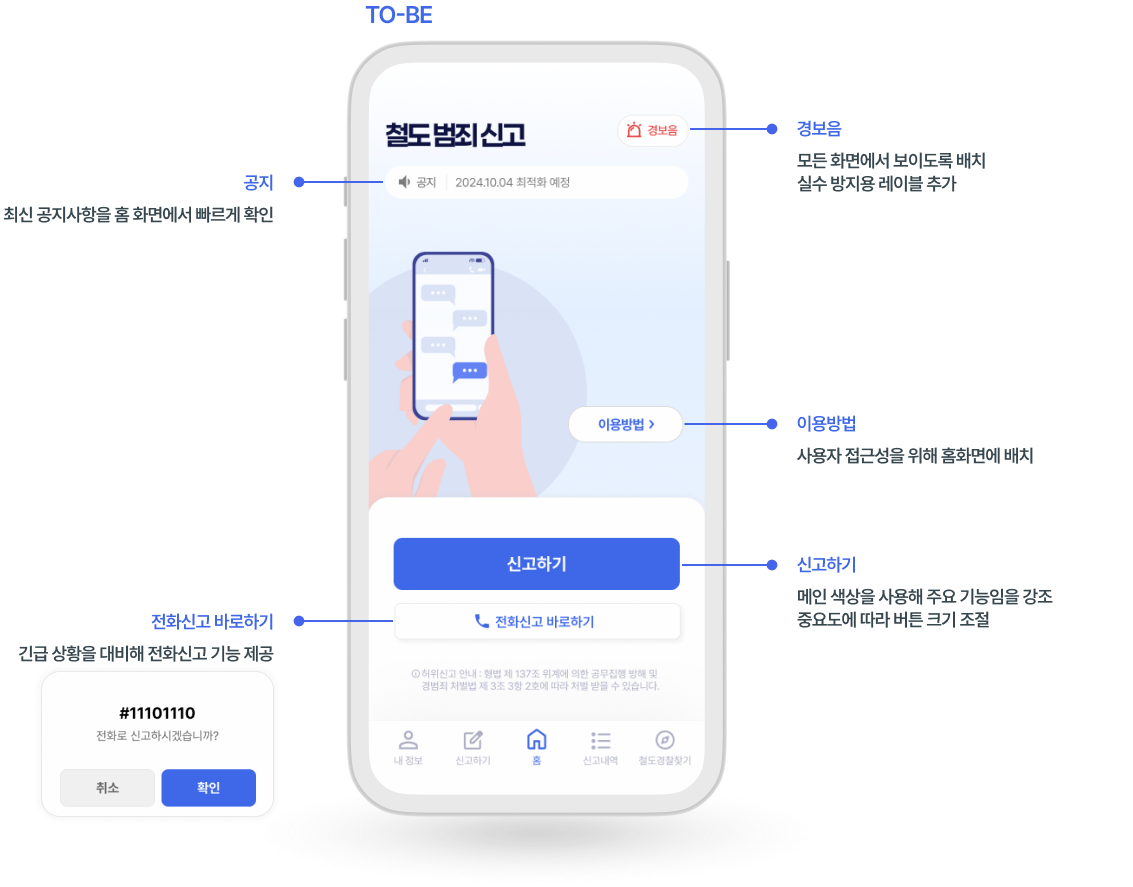 TO-BE
철도 범죄 신고
경보음
공지
2024.10.04 최적화 예정
이용방법
신고하기
전화신고 바로하기
허위신고 안내 : 형법 제 137조 위계에 의한 공무집행 방해 및
경범죄 처벌법 제 3조 3항 2호에 따라 처벌 받을 수 있습니다.
내 정보
신고하기
홈
신고내역
철도경찰찾기
공지
최신 공지사항을 홈 화면에서 빠르게 확인
전화신고 바로하기
긴급 상황을 대비해 전화신고 기능 제공
#11101110
전화로 신고하시겠습니까?
취소
확인
경보음
모든 화면에서 보이도록 배치
실수 방지용 레이블 추가
이용방법
사용자 접근성을 위해 홈화면에 배치
신고하기
메인 색상을 사용해 주요 기능임을 강조
중요도에 따라 버튼 크기 조절